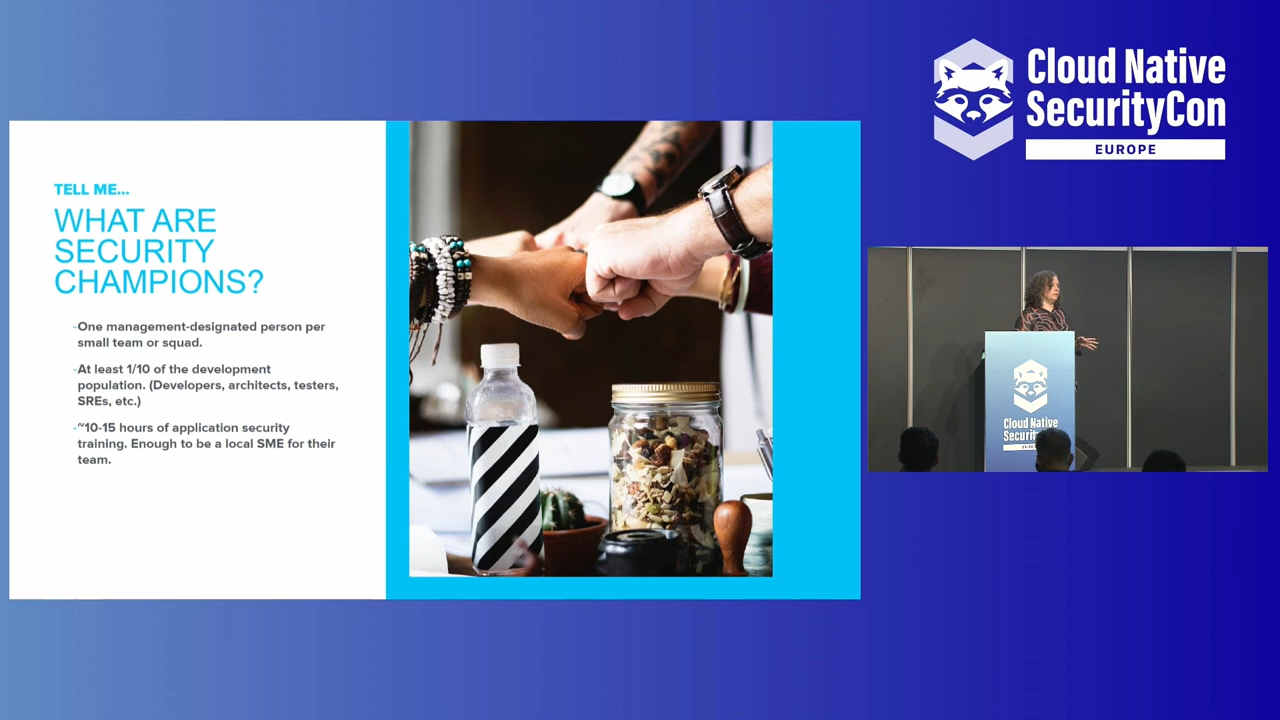 TELL ME...
WHAT ARE
SECURITY
CHAMPIONS?
-One management-designated person per
small team or squad.
-At least 1/10 of the development
population. (Developers, architects, testers,
SREs, etc.)
-~10-15 hours of application security
training. Enough to be a local SME for their
team.
Cloud Native
SecurityCon
EUROPE
Cloud Native